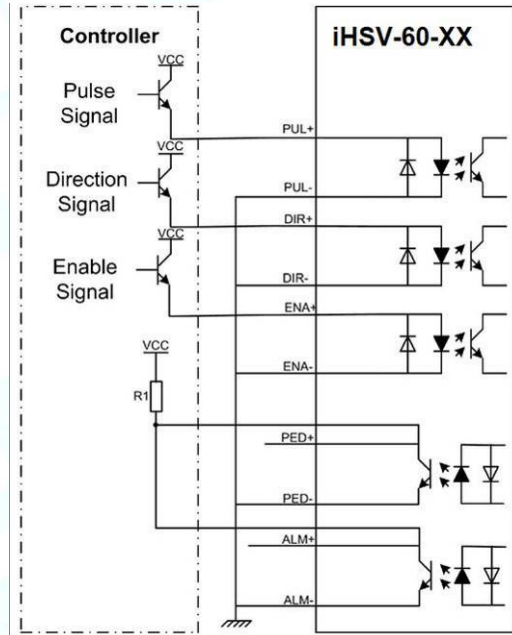 Controller
iHSV-60-XX
VCC
Pulse
Signal
PUL+
VCC
PUL-
Direction
Signal
DIR+
VCC
Enable
Signal
DIR-
ENA+
VCC
ENA-
R1
PED+
PED-
ALM+
ALM-